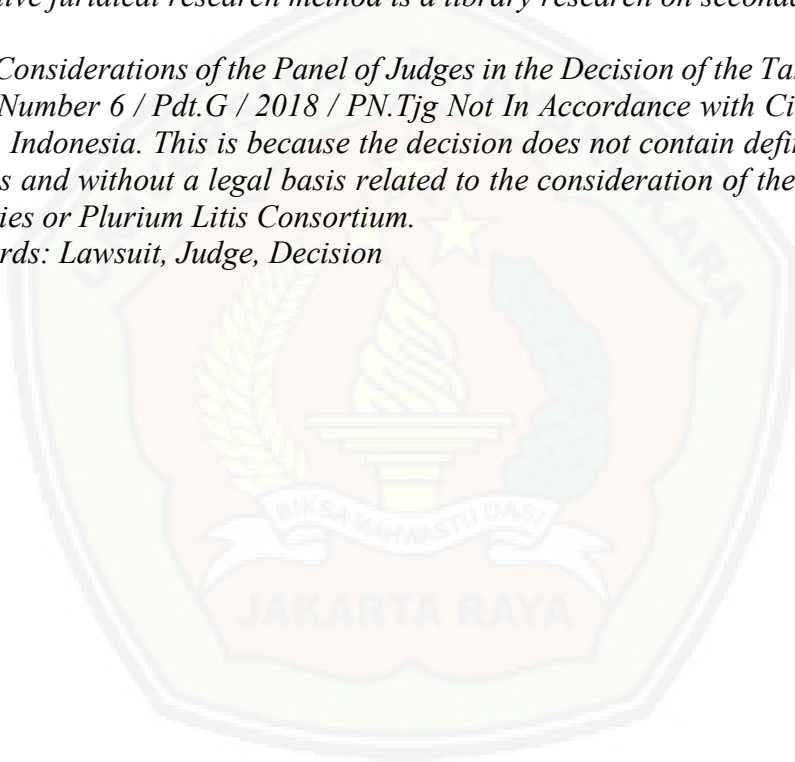 tive juridical research method is a library research on second
Considerations of the Panel of Judges in the Decision of the Ta
Number 6 / Pdt.G / 2018 / PN.Tjg Not In Accordance with Ci
Indonesia. This is because the decision does not contain defi
s and without a legal basis related to the consideration of the
ies or Plurium Litis Consortium.
rds: Lawsuit, Judge, Decision
BIKSA MAHWASTU DASI
JAKARTA RAYA